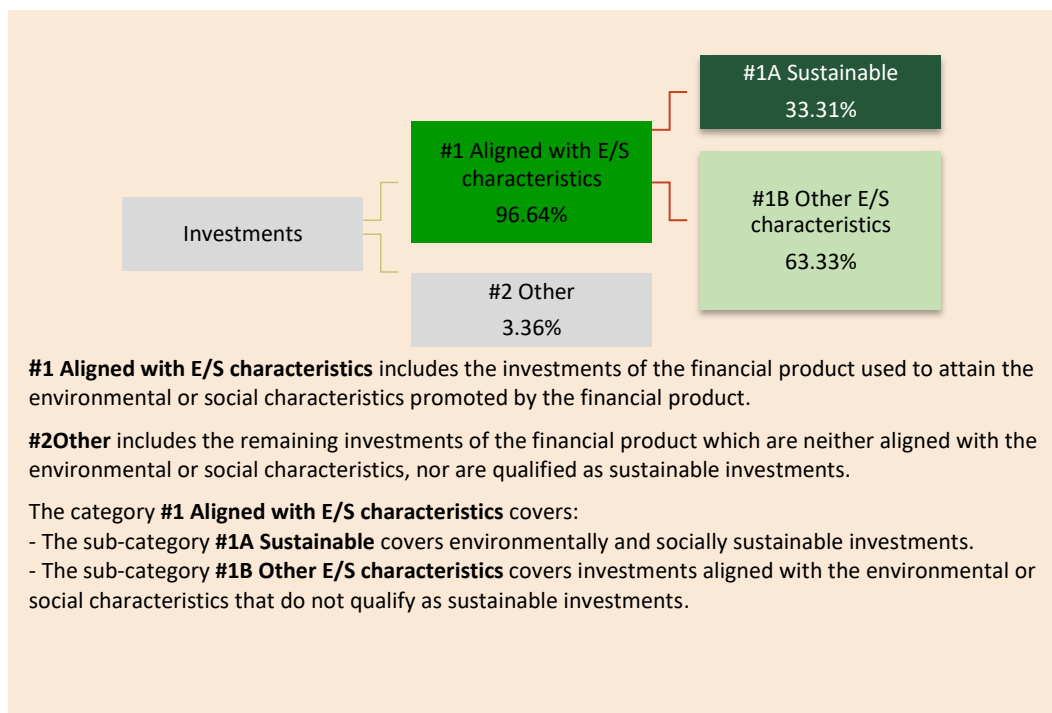 #1A Sustainable
33.31%
#1 Aligned with E/S
characteristics
96.64%
#1B Other E/S
characteristics
63.33%
Investments
#2 Other
3.36%
#1 Aligned with E/S characteristics includes the investments of the financial product used to attain the
environmental or social characteristics promoted by the financial product.
#2Other includes the remaining investments of the financial product which are neither aligned with the
environmental or social characteristics, nor are qualified as sustainable investments.
The category #1 Aligned with E/S characteristics covers:
- The sub-category #1A Sustainable covers environmentally and socially sustainable investments.
- The sub-category #1B Other E/S characteristics covers investments aligned with the environmental or
social characteristics that do not qualify as sustainable investments.